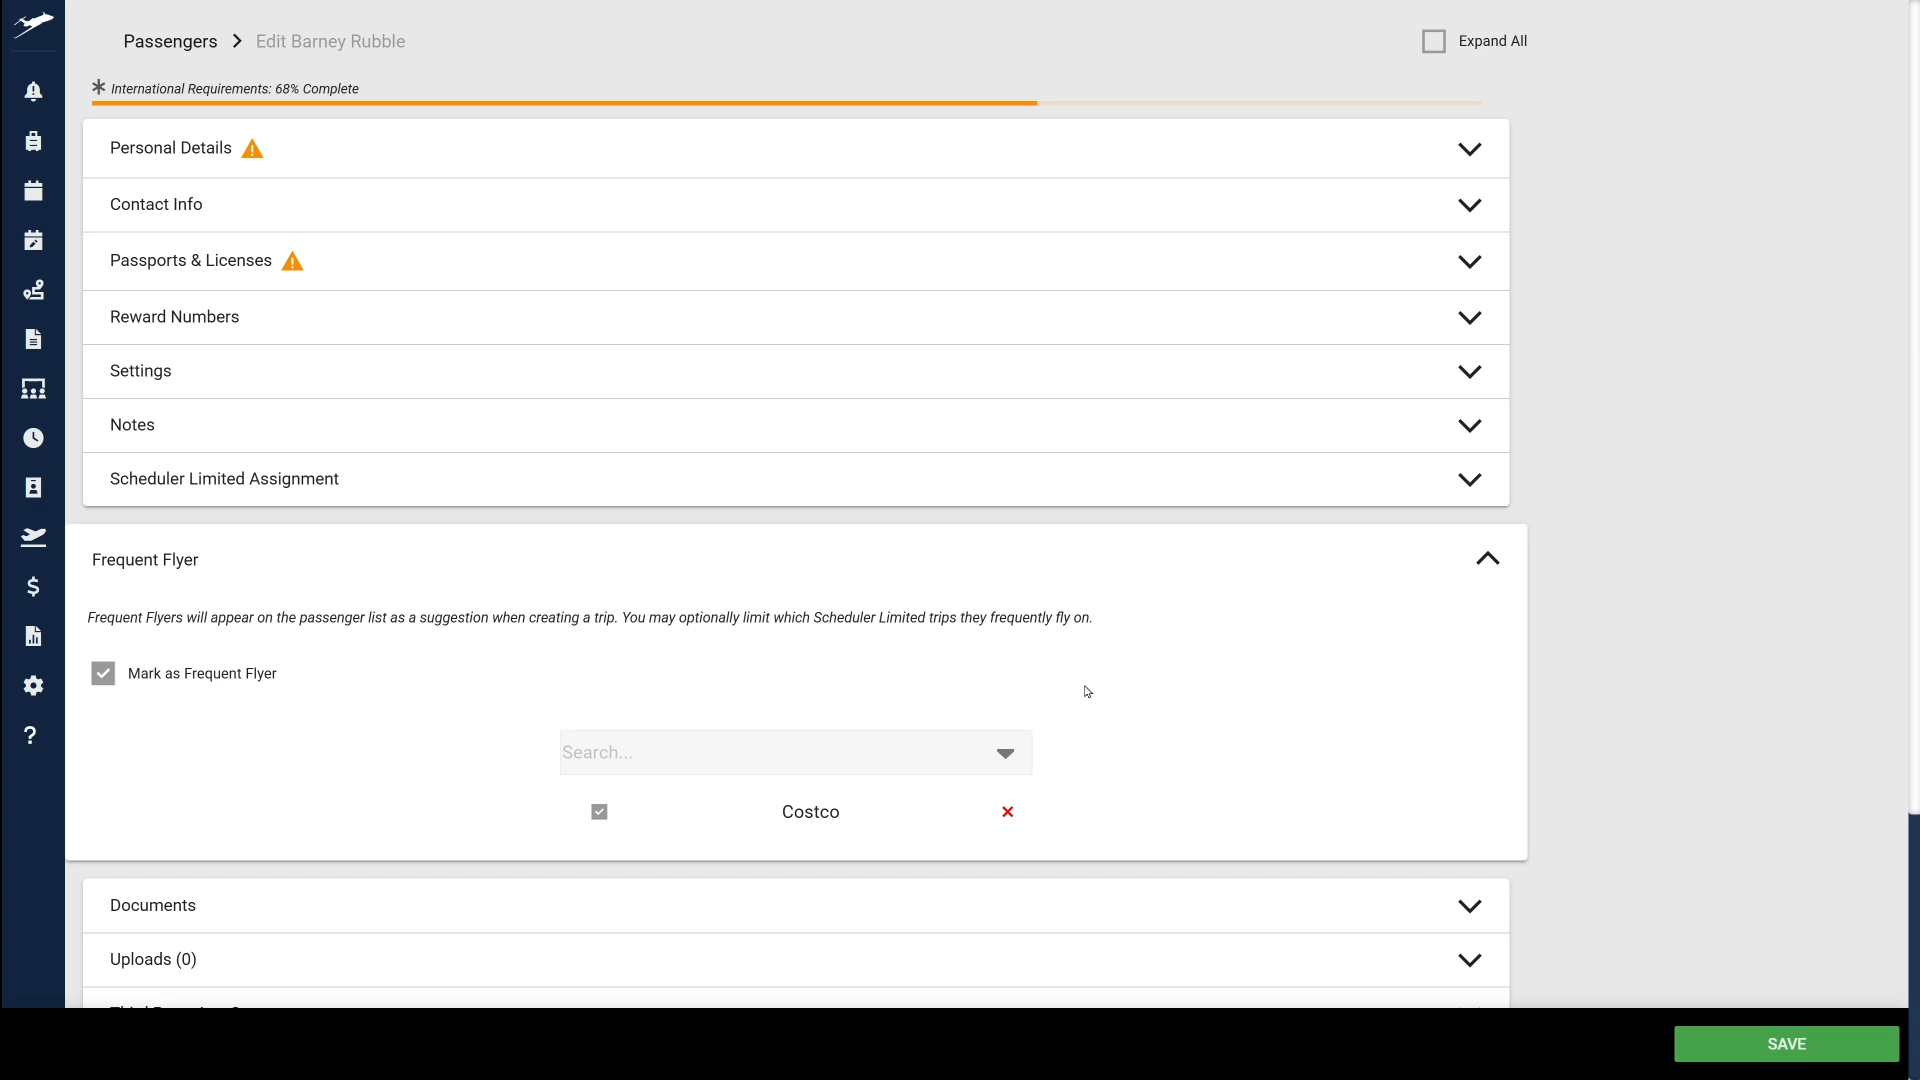 Passengers > Edit Barney Rubble
Expand All
* International Requirements: 68% Complete
Personal Details
Contact Info
Passports & Licenses
Reward Numbers
Settings
Notes
Scheduler Limited Assignment
Frequent Flyer
Frequent Flyers will appear on the passenger list as a suggestion when creating a trip. You may optionally limit which Scheduler Limited trips they frequently fly on.
Mark as Frequent Flyer
Search...
Costco
Documents
Uploads (0)
SAVE